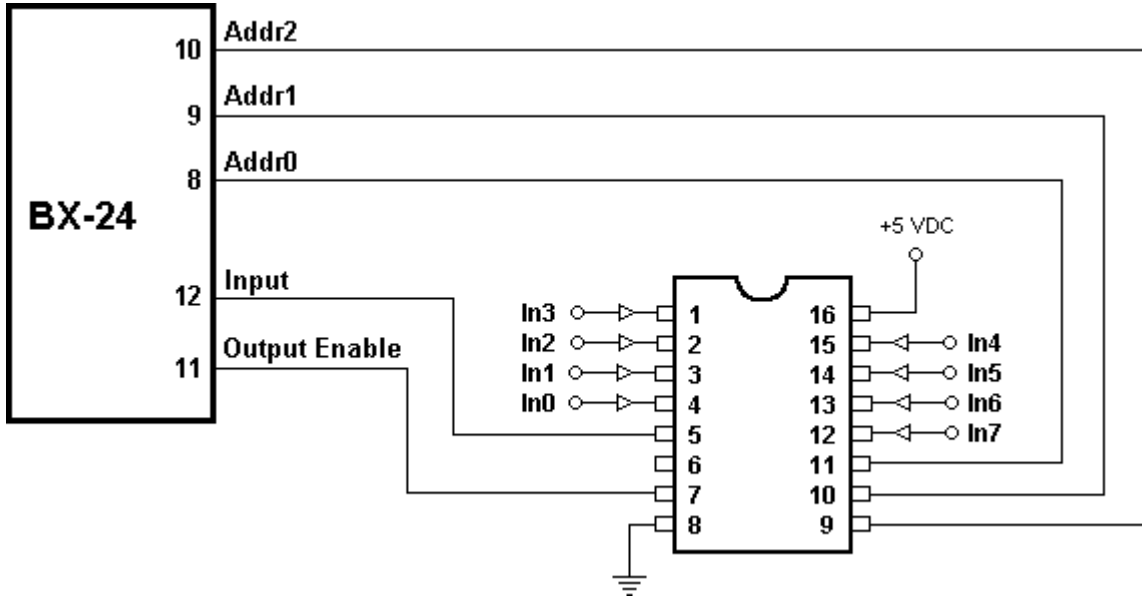 Addr2
10
Addr1
9
Addr0
8
BX-24
+5 VDC
Input
12
In3 1 16
In2 2 15 In4
Output Enable
11
In1 3 14 In5
In0 4 13 In6
5 12 In7
6 11
7 10
8 9